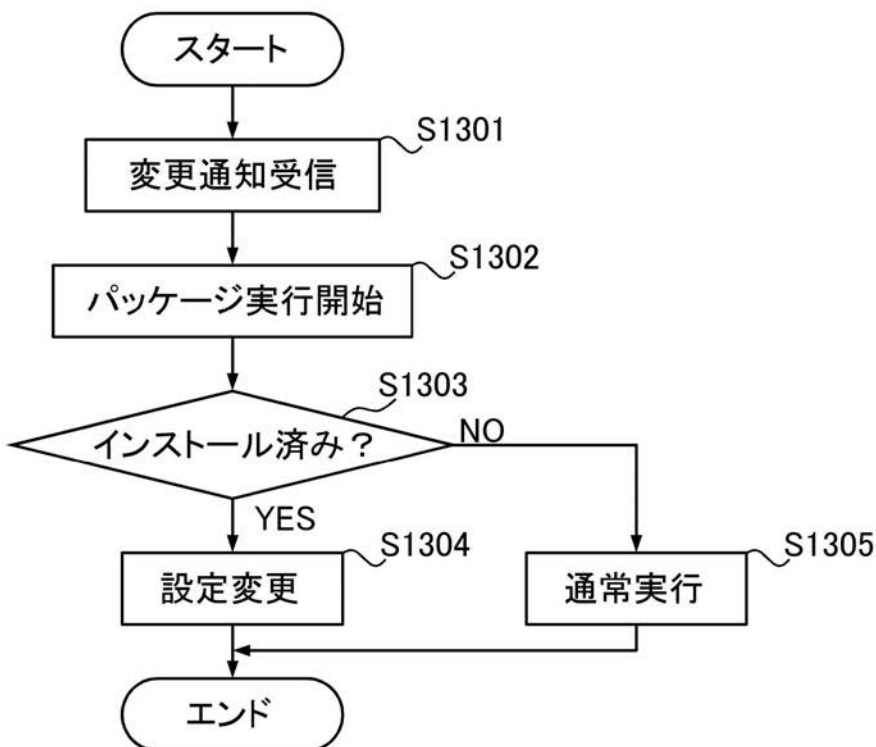 スタート
S1301
変更通知受信
S1302
パッケージ実行開始
S1303
インストール済み？
NO
YES
S1304
設定変更
S1305
通常実行
エンド